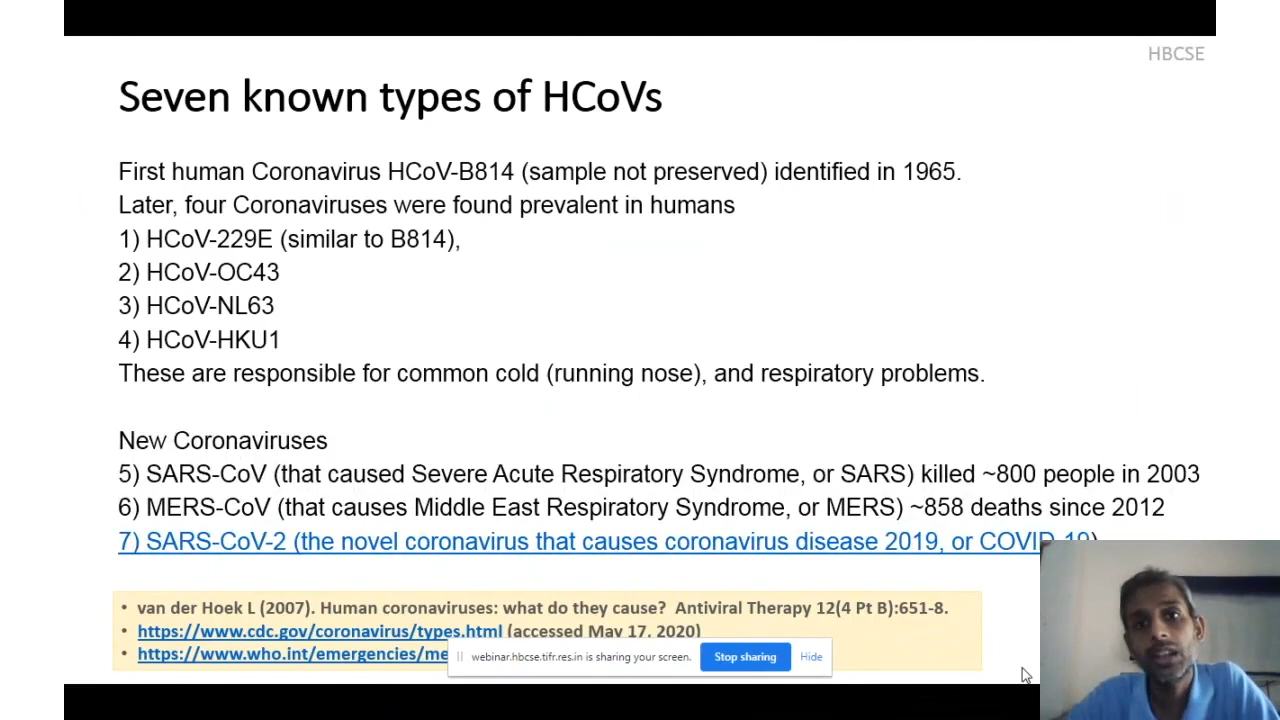 HBCSE
Seven known types of HCoVs
First human Coronavirus HCoV-B814 (sample not preserved) identified in 1965.
Later, four Coronaviruses were found prevalent in humans
1) HCoV-229E (similar to B814),
2) HCoV-OC43
3) HCoV-NL63
4) HCoV-HKU1
These are responsible for common cold (running nose), and respiratory problems.
New Coronaviruses
5) SARS-CoV (that caused Severe Acute Respiratory Syndrome, or SARS) killed ~800 people in 2003
6) MERS-CoV (that causes Middle East Respiratory Syndrome, or MERS) ~858 deaths since 2012
7) SARS-CoV-2 (the novel coronavirus that causes coronavirus disease 2019, or COVID-19)
• van der Hoek L (2007). Human coronaviruses: what do they cause? Antiviral Therapy 12(4 Pt B):651-8.
• https://www.cdc.gov/coronavirus/types.html (accessed May 17, 2020)
• https://www.who.int/emergencies/me
webinar.hbcse.tifr.res.in is sharing your screen. Stop sharing Hide